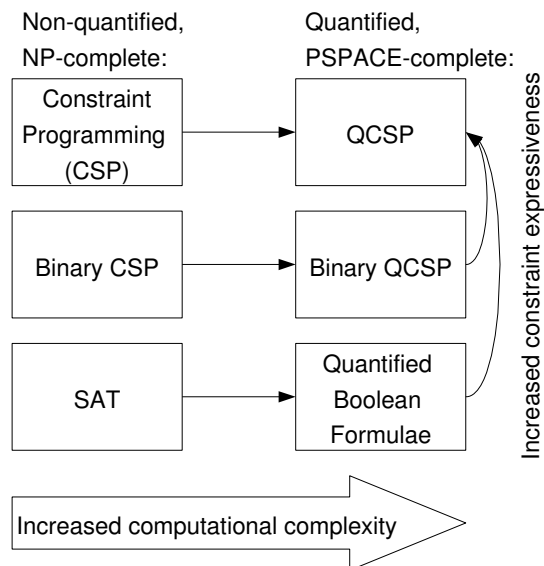 Non-quantified,
NP-complete:
Quantified,
PSPACE-complete:
Constraint
Programming
(CSP)
QCSP
Binary CSP
Binary QCSP
SAT
Quantified
Boolean
Formulae
Increased constraint expressiveness
Increased computational complexity